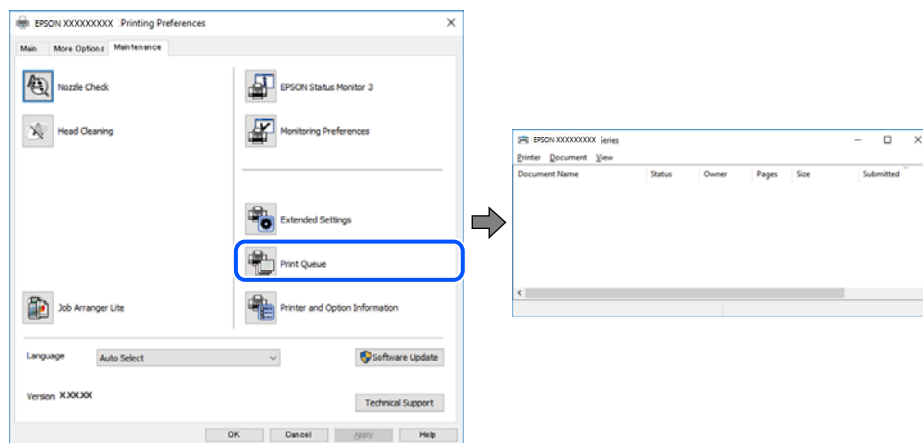 EPSON XXXXXXXXX Printing Preferences
Main More Options Maintenance
Nozzle Check
EPSON Status Monitor 3
Head Cleaning
Monitoring Preferences
Extended Settings
Print Queue
Job Arranger Lite
Printer and Option Information
Language Auto Select
Software Update
Version X.XX.XX
Technical Support
OK Cancel Apply Help
EPSON XXXXXXXXX ieries
Printer Document View
Document Name Status Owner Pages Size Submitted